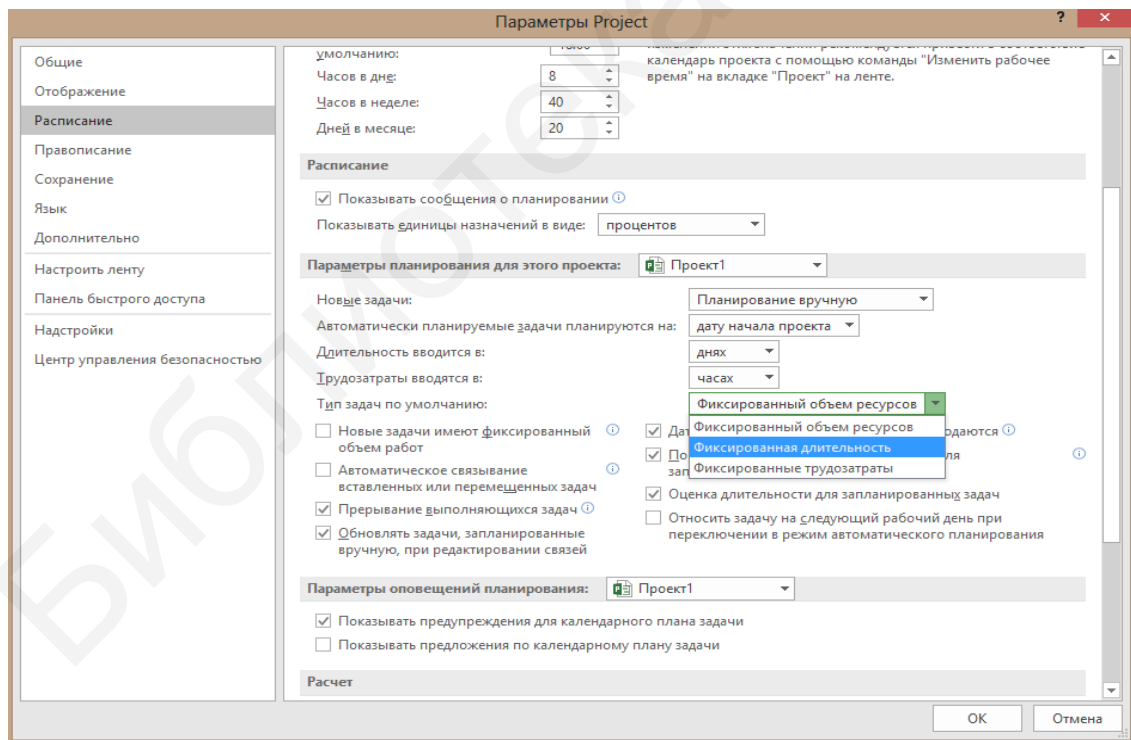 Параметры Project
?
Общие
Отображение
Расписание
Правописание
Сохранение
Язык
Дополнительно
Настроить ленту
Панель быстрого доступа
Надстройки
Центр управления безопасностью
умолчанию:
календарь проекта с помощью команды "Изменить рабочее
Часов в дне: 8 время" на вкладке "Проект" на ленте.
Часов в неделе: 40
Дней в месяце: 20
Расписание
Показывать сообщения о планировании
Показывать единицы назначений в виде: процентов
Параметры планирования для этого проекта: Проект1
Новые задачи: Планирование вручную
Автоматически планируемые задачи планируются на: дату начала проекта
Длительность вводится в: днях
Трудозатраты вводятся в: часах
Тип задач по умолчанию: Фиксированный объем ресурсов
Фиксированный объем ресурсов
Фиксированная длительность
Фиксированные трудозатраты
Новые задачи имеют фиксированный
объем работ
Автоматическое связывание
вставленных или перемещенных задач
Прерывание выполняющихся задач
Обновлять задачи, запланированные
вручную, при редактировании связей
Оценка длительности для запланированных задач
Относить задачу на следующий рабочий день при
переключении в режим автоматического планирования
Параметры оповещений планирования: Проект1
Показывать предупреждения для календарного плана задачи
Показывать предложения по календарному плану задачи
Расчет
ОК
Отмена
Библиотека